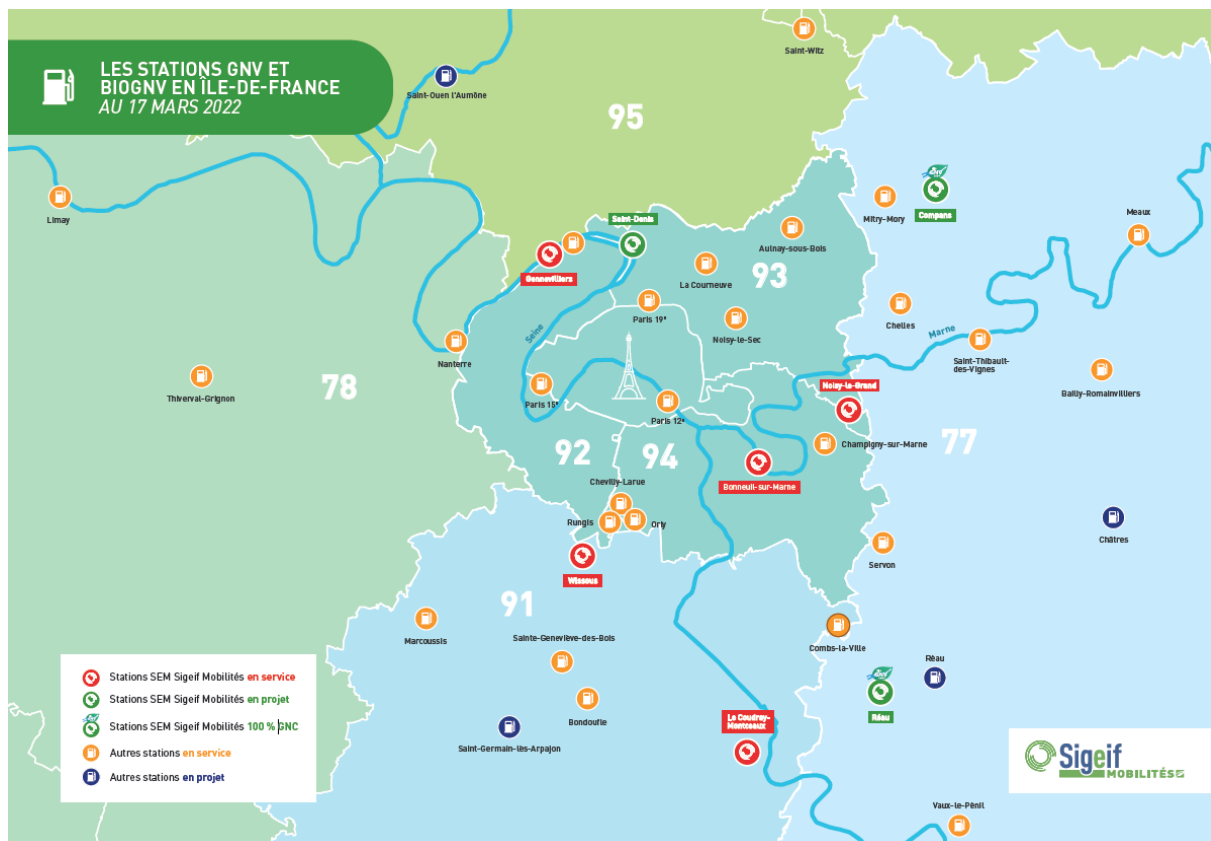 LES STATIONS GNV ET
BIOGNV EN ÎLE-DE-FRANCE
AU 17 MARS 2022
Saint-Witz
Saint-Ouen l'Aumône
95
Limay
Saint-Denis
Mitry-Mory
Compans
Meaux
Aulnay-sous-Bois
Gennevilliers
La Courneuve
93
Chelles
Paris 19e
Seine
Noisy-le-Sec
Marne
Nanterre
Saint-Thibault-
des-Vignes
Thiverval-Grignon
78
Paris 15e
Noisy-le-Grand
Bailly-Romainvilliers
Paris 12e
Champigny-sur-Marne
77
92
94
Chevilly-Larue
Bonneuil-sur-Marne
Rungis
Orly
Châtres
Servon
Wissous
91
Marcoussis
Sainte-Geneviève-des-Bois
Combs-la-Ville
Réau
Bondoufle
Réau
Le Coudray-
Montceaux
Saint-Germain-lès-Arpajon
Vaux-le-Pénil
Stations SEM Sigeif Mobilités en service
Stations SEM Sigeif Mobilités en projet
Stations SEM Sigeif Mobilités 100 % GNC
Autres stations en service
Autres stations en projet
Sigeif
MOBILITÉS